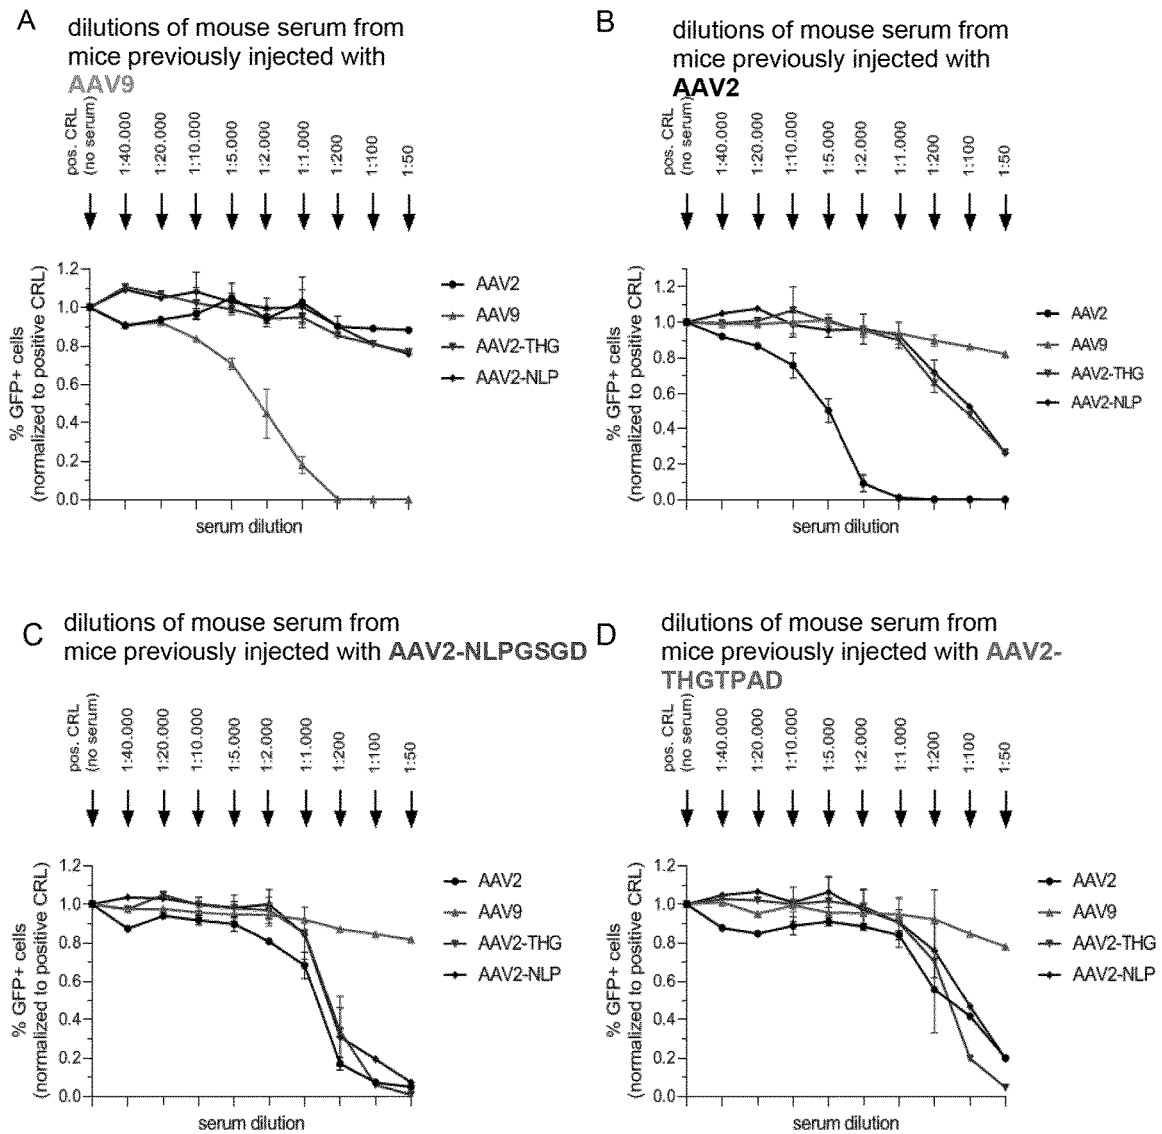 A
dilutions of mouse serum from
mice previously injected with
AAV9
pos. CRL
(no serum)
1:40.000
1:20.000
1:10.000
1:5.000
1:2.000
1:1.000
1:200
1:100
1:50
% GFP+ cells
(normalized to positive CRL)
1.2
1.0
0.8
0.6
0.4
0.2
0.0
serum dilution
AAV2
AAV9
AAV2-THG
AAV2-NLP
B
dilutions of mouse serum from
mice previously injected with
AAV2
pos. CRL
(no serum)
1:40.000
1:20.000
1:10.000
1:5.000
1:2.000
1:1.000
1:200
1:100
1:50
% GFP+ cells
(normalized to positive CRL)
1.2
1.0
0.8
0.6
0.4
0.2
0.0
serum dilution
AAV2
AAV9
AAV2-THG
AAV2-NLP
C
dilutions of mouse serum from
mice previously injected with AAV2-NLPGSGD
pos. CRL
(no serum)
1:40.000
1:20.000
1:10.000
1:5.000
1:2.000
1:1.000
1:200
1:100
1:50
% GFP+ cells
(normalized to positive CRL)
1.2
1.0
0.8
0.6
0.4
0.2
0.0
serum dilution
AAV2
AAV9
AAV2-THG
AAV2-NLP
D
dilutions of mouse serum from
mice previously injected with AAV2-
THGTPAD
pos. CRL
(no serum)
1:40.000
1:20.000
1:10.000
1:5.000
1:2.000
1:1.000
1:200
1:100
1:50
% GFP+ cells
(normalized to positive CRL)
1.2
1.0
0.8
0.6
0.4
0.2
0.0
serum dilution
AAV2
AAV9
AAV2-THG
AAV2-NLP